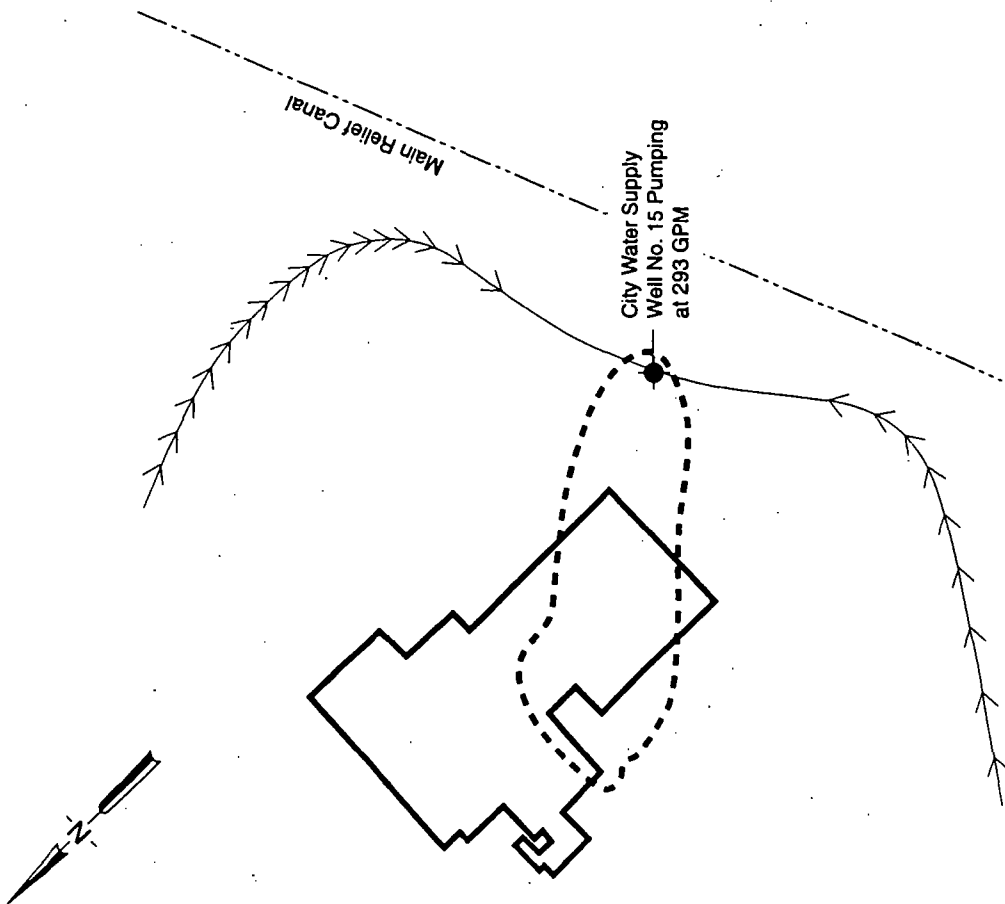 Main Relief Canal
City Water Supply
Well No. 15 Pumping
at 293 GPM
N